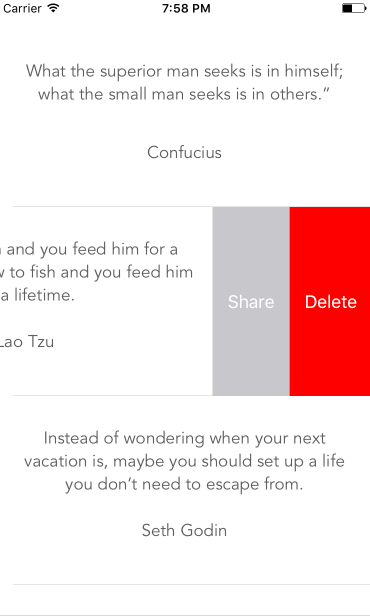 Carrier 7:58 PM
What the superior man seeks is in himself;
what the small man seeks is in others.”
Confucius
and you feed him for a
to fish and you feed him
a lifetime.
Lao Tzu
Share Delete
Instead of wondering when your next
vacation is, maybe you should set up a life
you don’t need to escape from.
Seth Godin